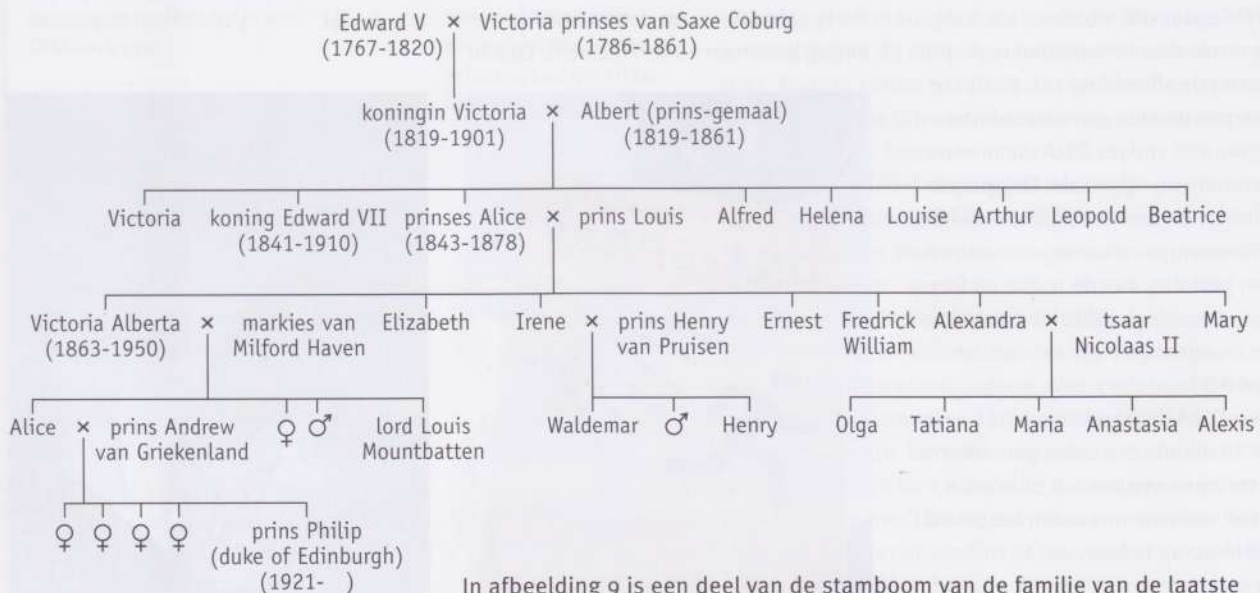 Edward V × Victoria prinses van Saxe Coburg
(1767-1820) (1786-1861)
koningin Victoria × Albert (prins-gemaal)
(1819-1901) (1819-1861)
Victoria koning Edward VII prinses Alice × prins Louis Alfred Helena Louise Arthur Leopold Beatrice
(1841-1910) (1843-1878)
Victoria Alberta × markies van Elizabeth Irene × prins Henry Ernest Fredrick Alexandra × tsaar Mary
(1863-1950) Milford Haven van Pruisen William Nicolaas II
Alice × prins Andrew ♀ ♂ lord Louis Waldemar ♂ Henry Olga Tatiana Maria Anastasia Alexis
van Griekenland Mountbatten
♀ ♀ ♀ ♀ prins Philip
(duke of Edinburgh)
(1921- )
In afbeelding 9 is een deel van de stamboom van de familie van de laatste